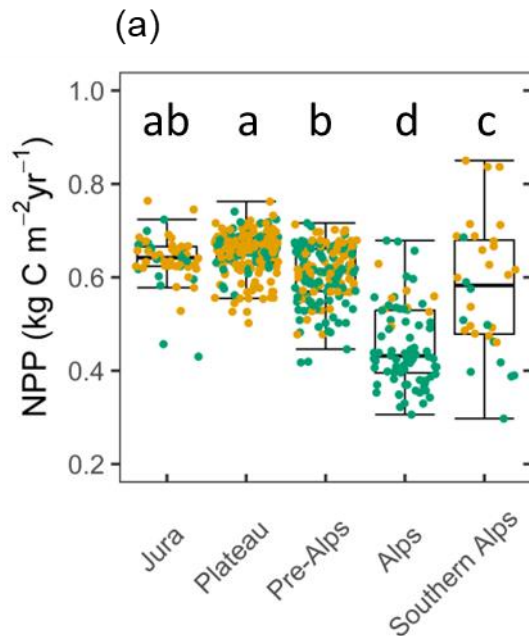 (a)
ab a b d c
1.0
0.8
0.6
0.4
0.2
NPP (kg C m⁻²yr⁻¹)
Jura
Plateau
Pre-Alps
Alps
Southern Alps